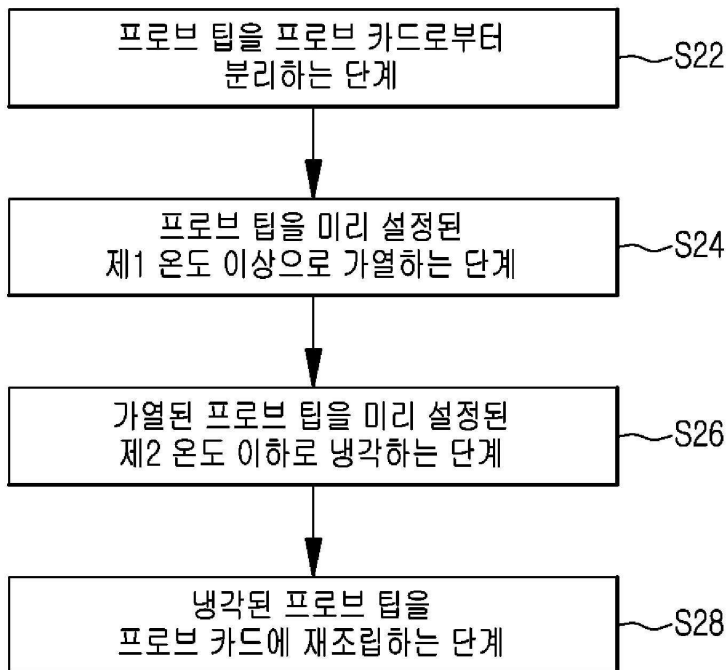 프로브 팁을 프로브 카드로부터
분리하는 단계
S22
프로브 팁을 미리 설정된
제1 온도 이상으로 가열하는 단계
S24
가열된 프로브 팁을 미리 설정된
제2 온도 이하로 냉각하는 단계
S26
냉각된 프로브 팁을
프로브 카드에 재조립하는 단계
S28